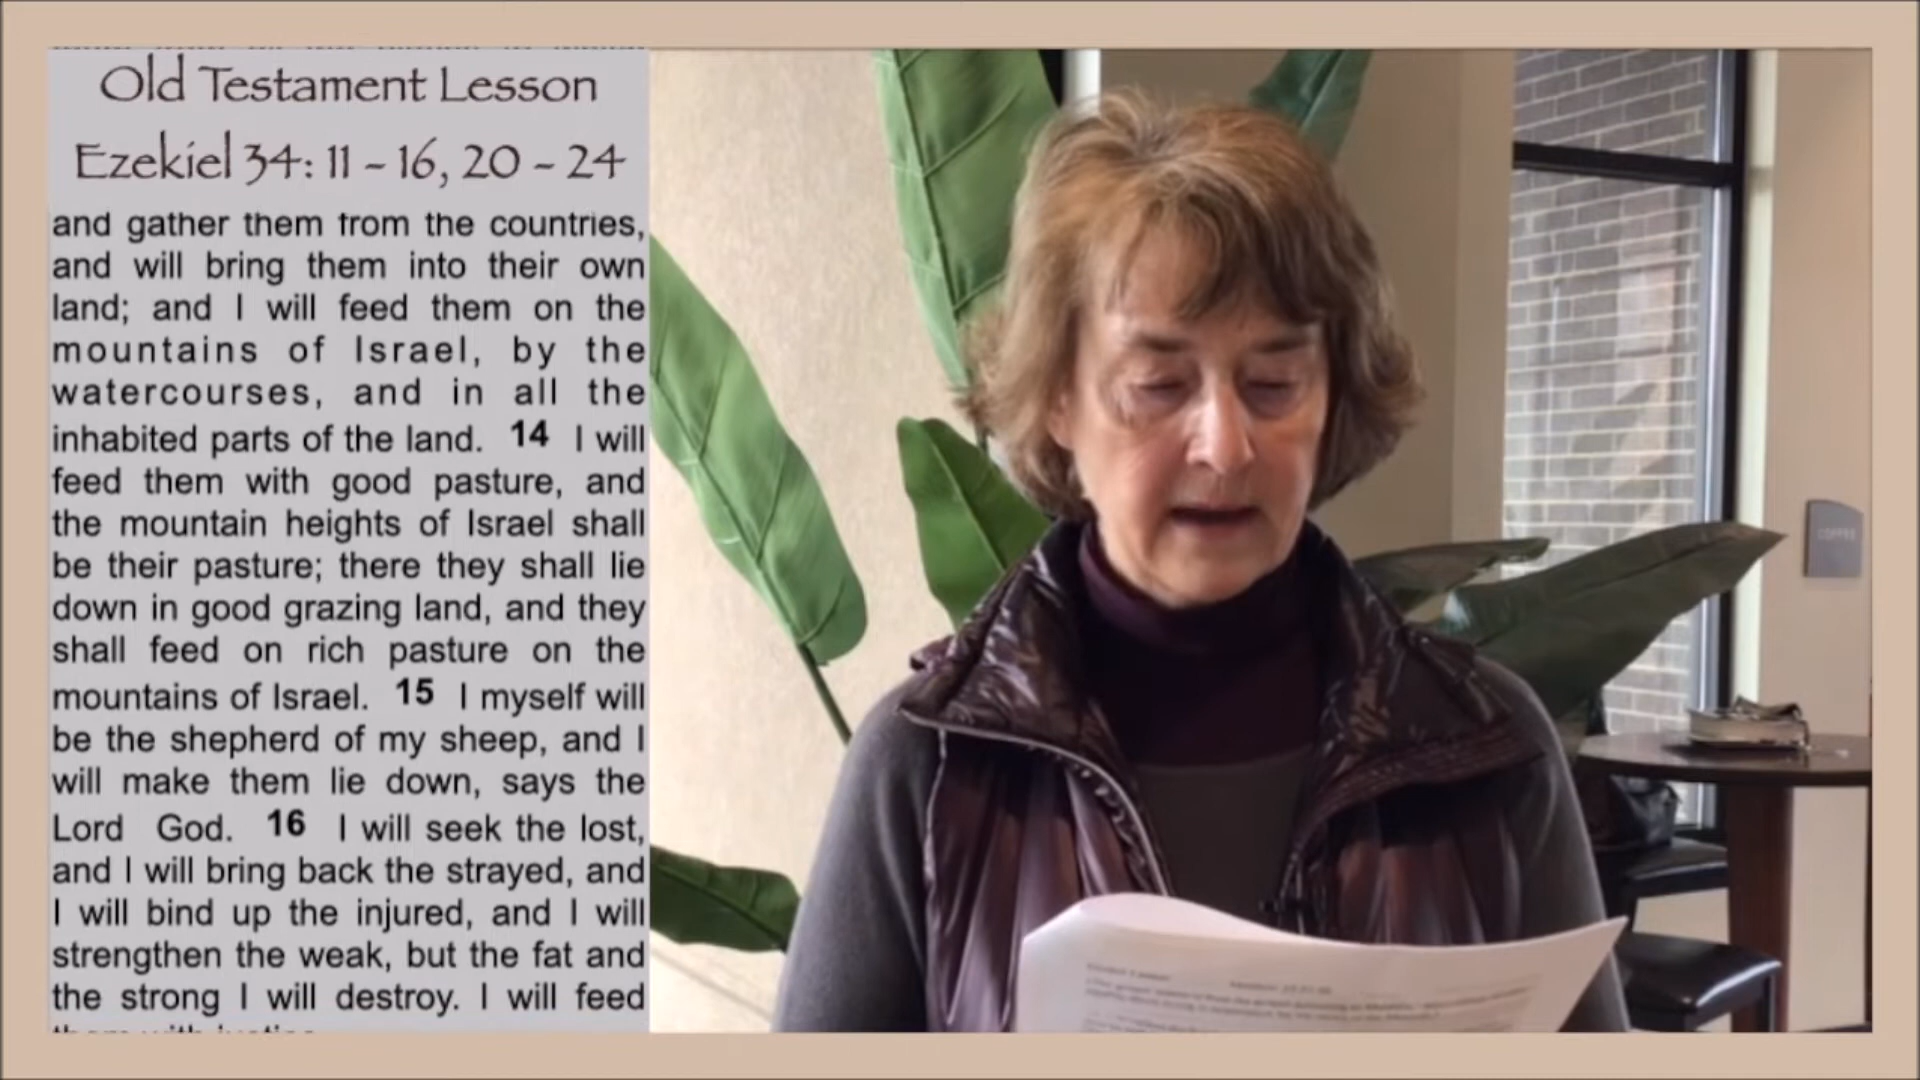 Old Testament Lesson
Ezekiel 34: 11 - 16, 20 - 24
and gather them from the countries,
and will bring them into their own
land; and I will feed them on the
mountains of Israel, by the
watercourses, and in all the
inhabited parts of the land. 14 I will
feed them with good pasture, and
the mountain heights of Israel shall
be their pasture; there they shall lie
down in good grazing land, and they
shall feed on rich pasture on the
mountains of Israel. 15 I myself will
be the shepherd of my sheep, and I
will make them lie down, says the
Lord God. 16 I will seek the lost,
and I will bring back the strayed, and
I will bind up the injured, and I will
strengthen the weak, but the fat and
the strong I will destroy. I will feed
COFFEE